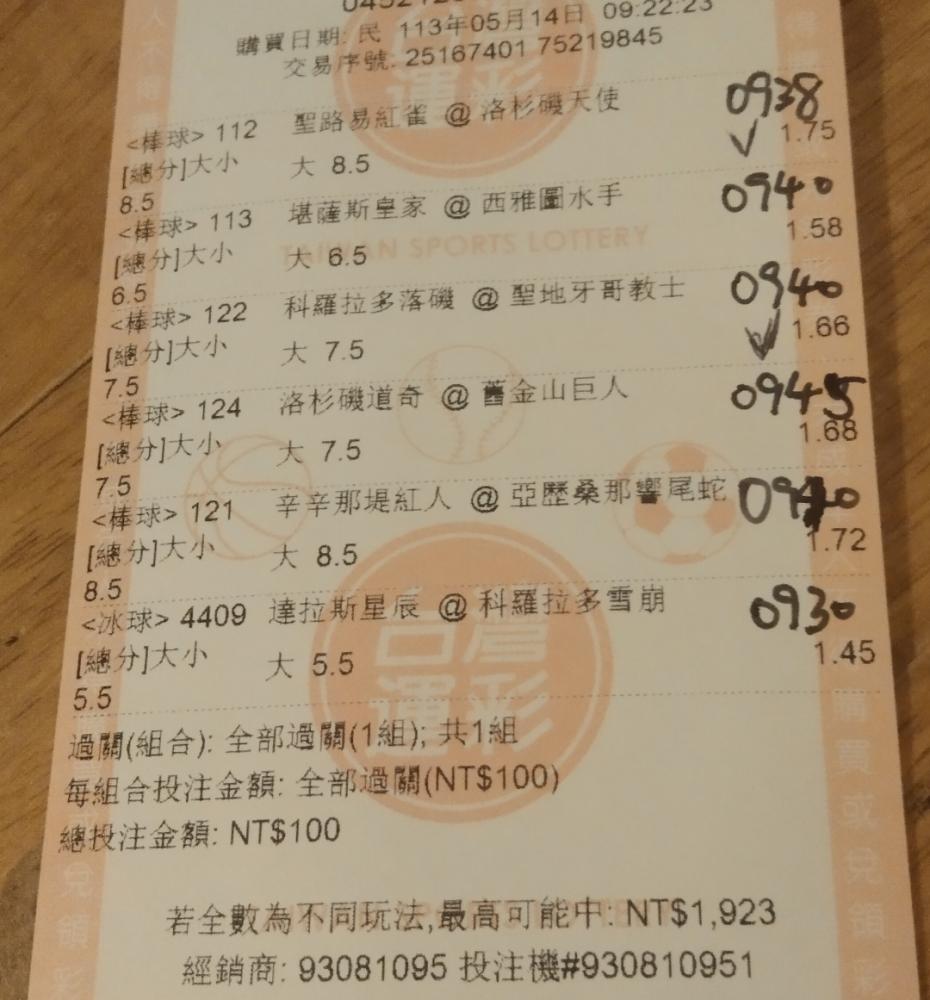 購買日期: 民 113年05月14日 09:22:23
交易序號. 25167401 75219845
<棒球> 112 聖路易紅雀 @ 洛杉磯天使 0938
[總分]大小 大 8.5 ✓ 1.75
8.5
<棒球> 113 堪薩斯皇家 @ 西雅圖水手 0940
[總分]大小 大 6.5 1.58
6.5
TAIWAN SPORTS LOTTERY
<棒球> 122 科羅拉多落磯 @ 聖地牙哥教士 0940
[總分]大小 大 7.5 ✓ 1.66
7.5
<棒球> 124 洛杉磯道奇 @ 舊金山巨人 0945
[總分]大小 大 7.5 1.68
7.5
<棒球> 121 辛辛那堤紅人 @ 亞歷桑那響尾蛇 0940
[總分]大小 大 8.5 1.72
8.5
<冰球> 4409 達拉斯星辰 @ 科羅拉多雪崩 0930
[總分]大小 大 5.5 1.45
5.5
台灣
運彩
過關(組合): 全部過關(1組); 共1組
每組合投注金額: 全部過關(NT$100)
總投注金額: NT$100
若全數為不同玩法,最高可能中: NT$1,923
經銷商: 93081095 投注機#930810951